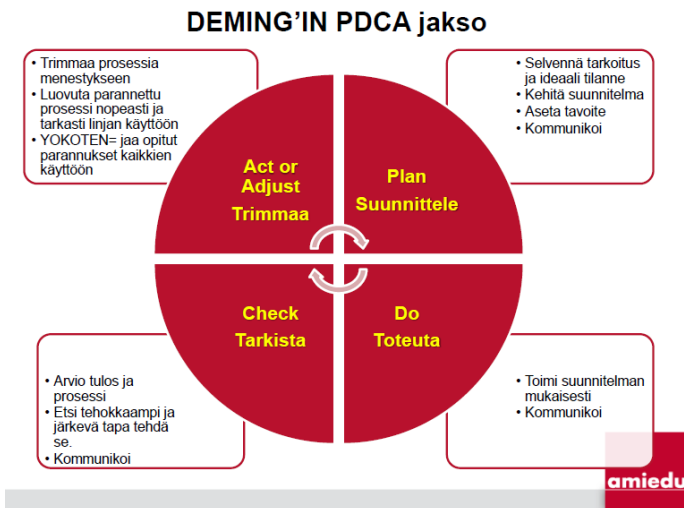 DEMING'IN PDCA jakso
• Trimmaa prosessia
menestykseen
• Luovuta parannettu
prosessi nopeasti ja
tarkasti linjan käyttöön
• YOKOTEN= jaa opitut
parannukset kaikkien
käyttöön
• Selvennä tarkoitus
ja ideaali tilanne
• Kehitä suunnitelma
• Aseta tavoite
• Kommunikoi
Act or
Adjust
Trimmaa
Plan
Suunnittele
Check
Tarkista
Do
Toteuta
• Arvio tulos ja
prosessi
• Etsi tehokkaampi ja
järkevä tapa tehdä
se.
• Kommunikoi
• Toimi suunnitelman
mukaisesti
• Kommunikoi
amiedu